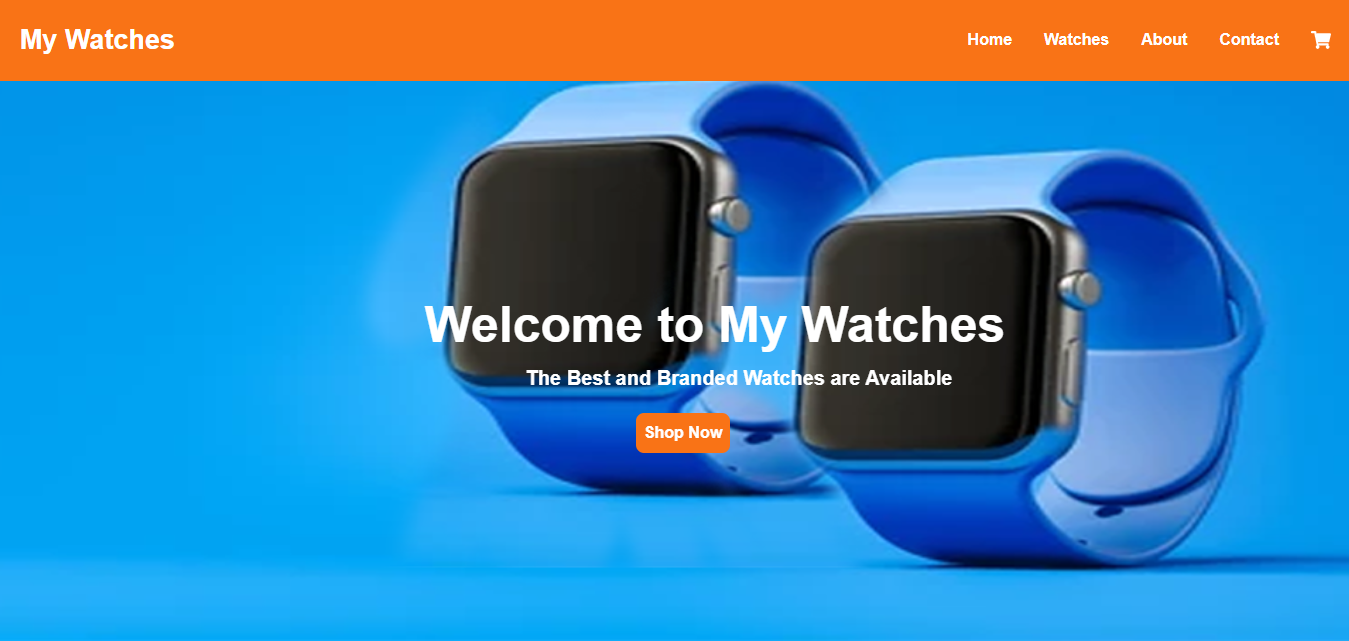 My Watches
Home Watches About Contact
Welcome to My Watches
The Best and Branded Watches are Available
Shop Now